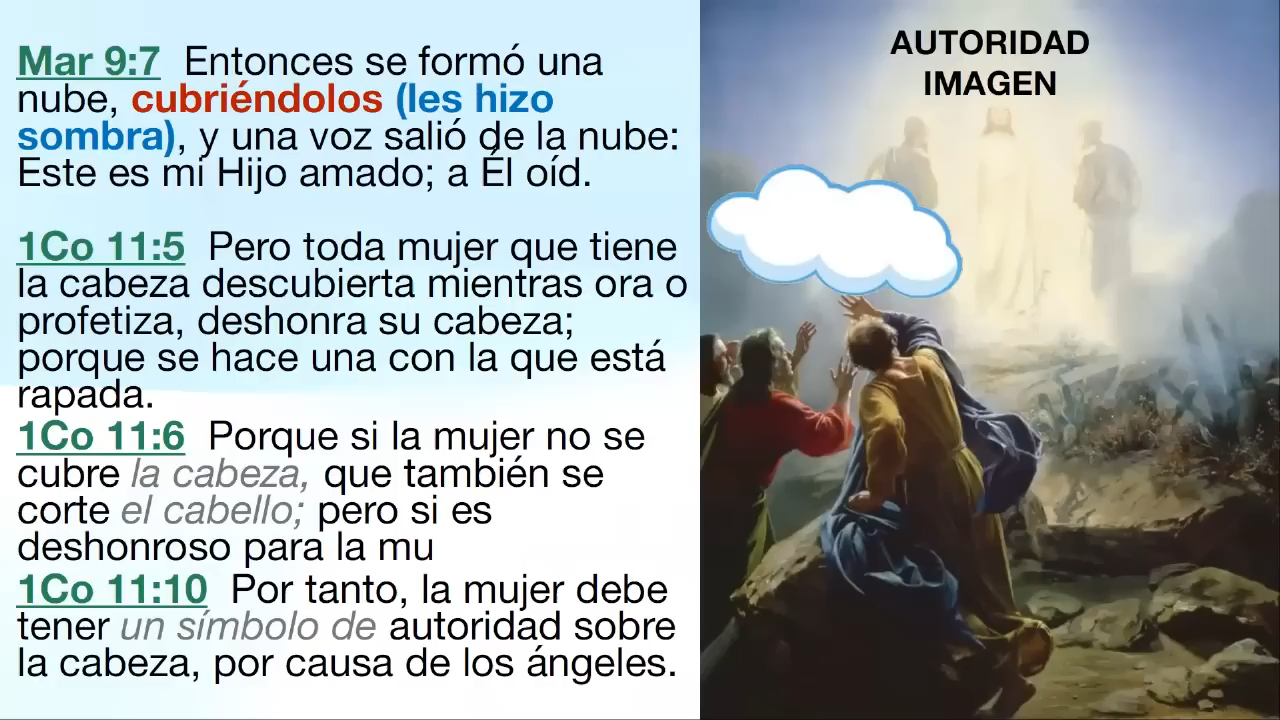 Mar 9:7 Entonces se formó una
nube, cubriéndolos (les hizo
sombra), y una voz salió de la nube:
Este es mi Hijo amado; a Él oíd.
1Co 11:5 Pero toda mujer que tiene
la cabeza descubierta mientras ora o
profetiza, deshonra su cabeza;
porque se hace una con la que está
rapada.
1Co 11:6 Porque si la mujer no se
cubre la cabeza, que también se
corte el cabello; pero si es
deshonroso para la mu
1Co 11:10 Por tanto, la mujer debe
tener un símbolo de autoridad sobre
la cabeza, por causa de los ángeles.
AUTORIDAD
IMAGEN